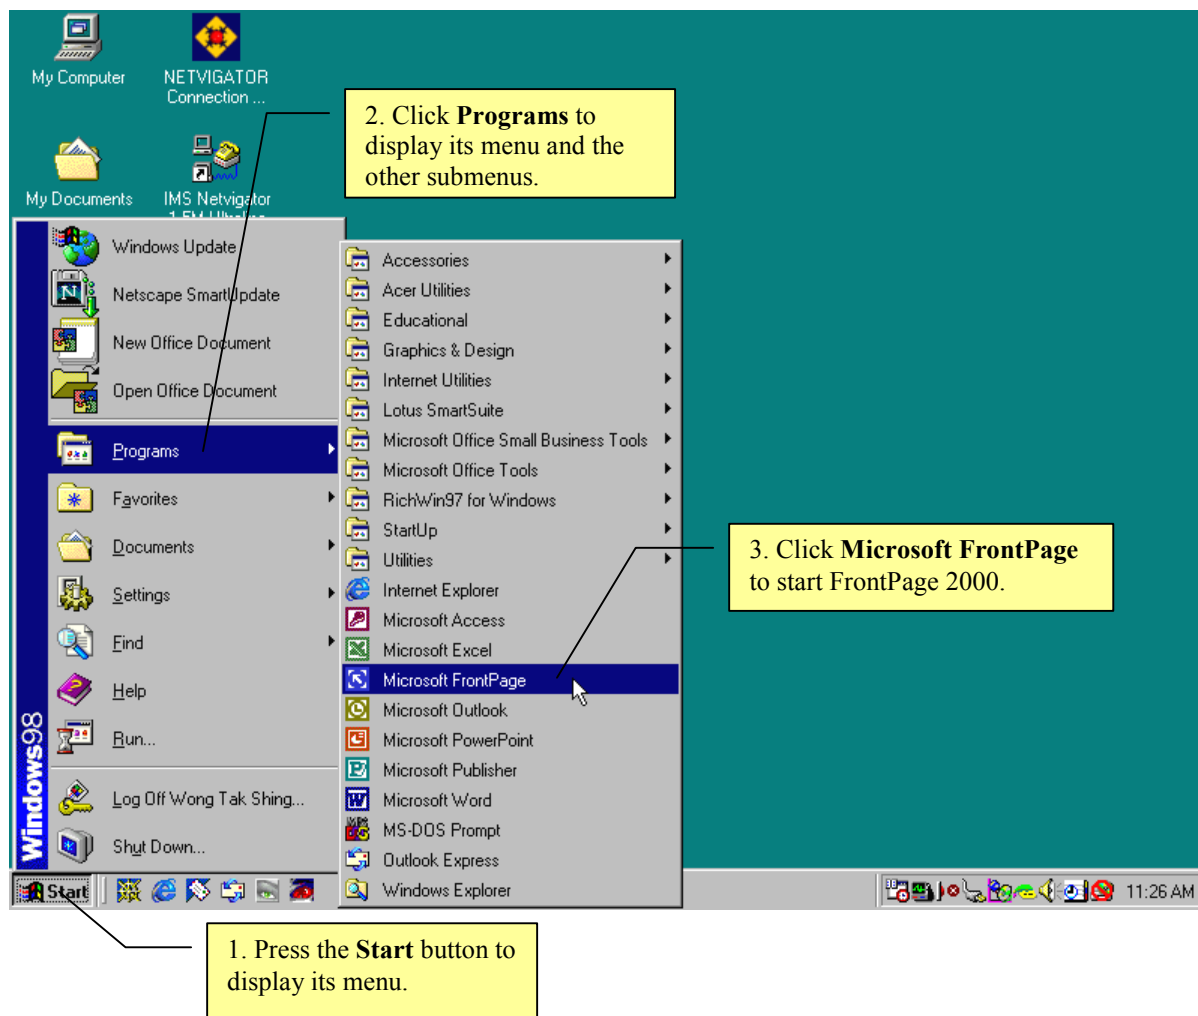 My Computer
NETVIGATOR
Connection ...
2. Click Programs to
display its menu and the
other submenus.
My Documents
IMS Netvigator
Windows Update
Netscape SmartUpdate
New Office Document
Open Office Document
Programs
Favorites
Documents
Settings
Find
Help
Run...
Log Off Wong Tak Shing...
Shut Down...
Windows98
Accessories
Acer Utilities
Educational
Graphics & Design
Internet Utilities
Lotus SmartSuite
Microsoft Office Small Business Tools
Microsoft Office Tools
RichWin97 for Windows
StartUp
Utilities
Internet Explorer
Microsoft Access
Microsoft Excel
Microsoft FrontPage
Microsoft Outlook
Microsoft PowerPoint
Microsoft Publisher
Microsoft Word
MS-DOS Prompt
Outlook Express
Windows Explorer
3. Click Microsoft FrontPage
to start FrontPage 2000.
Start
11:26 AM
1. Press the Start button to
display its menu.